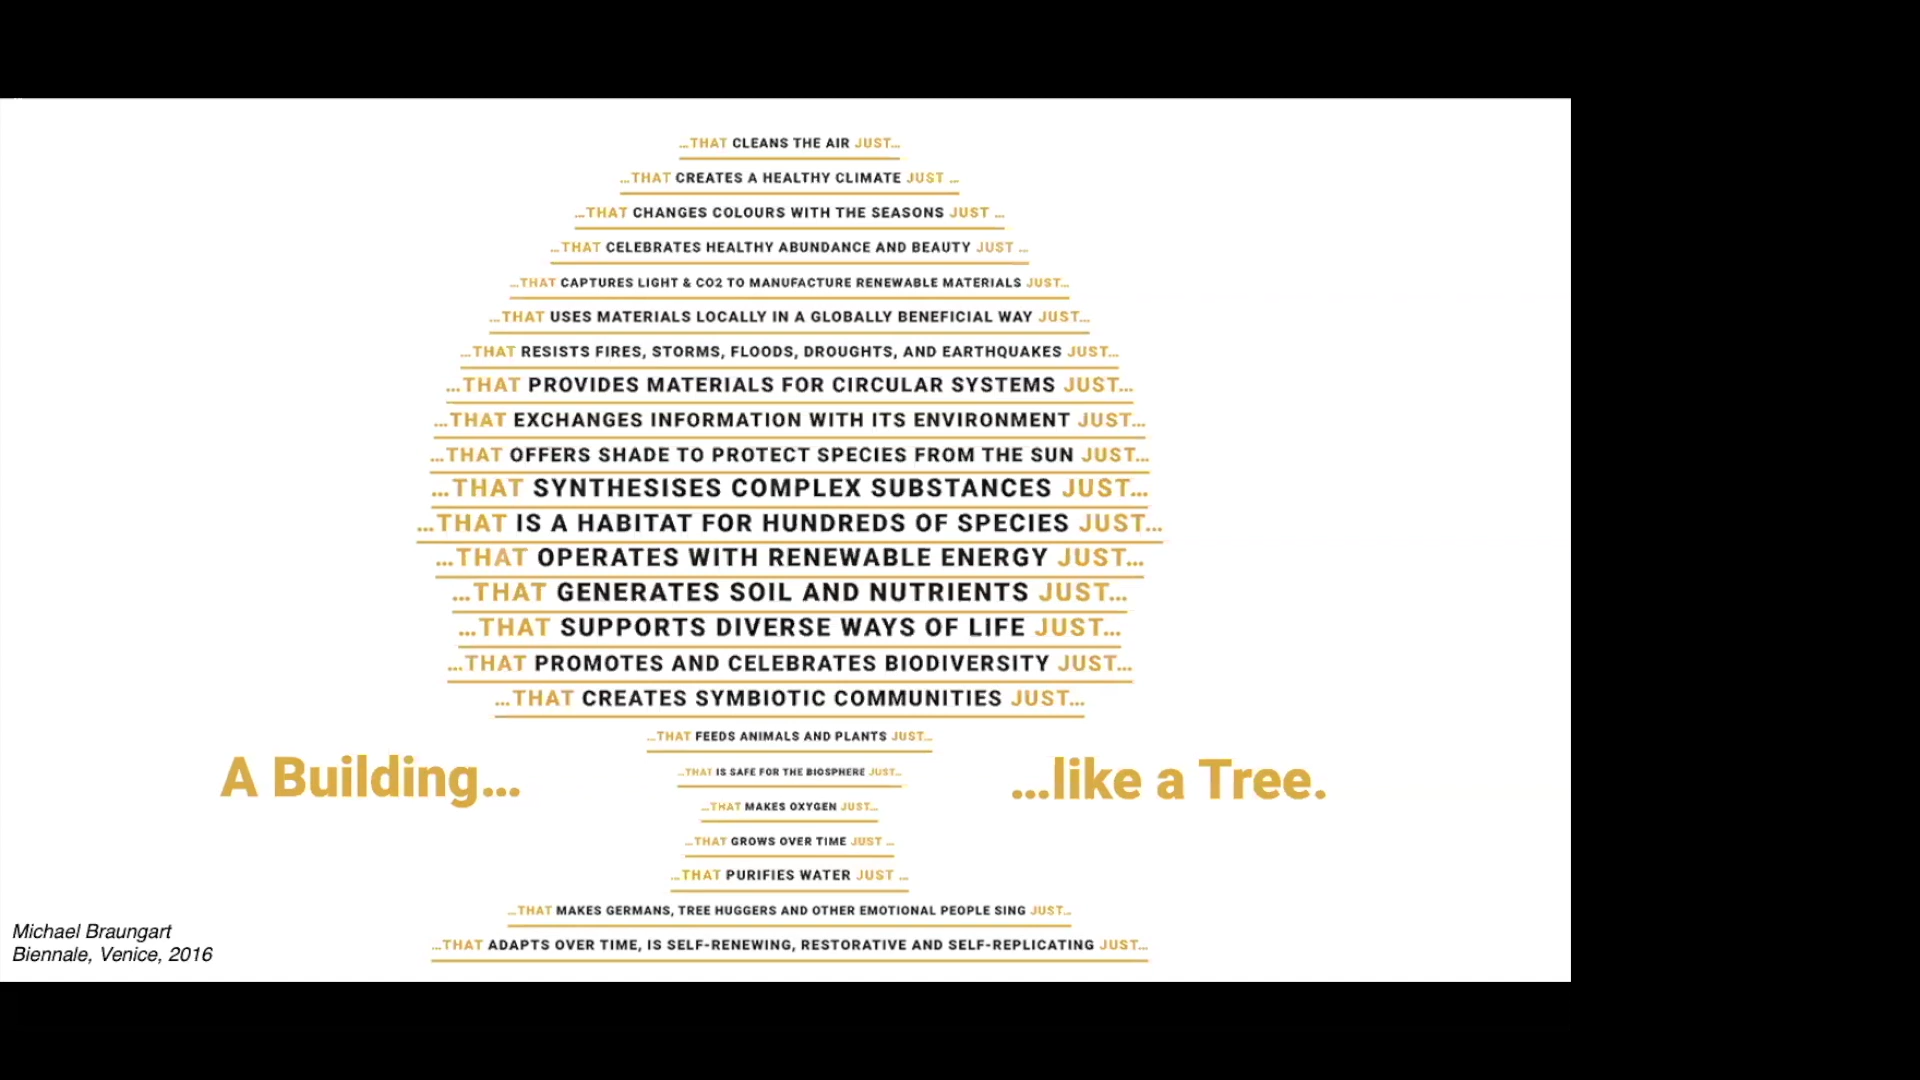 …THAT CLEANS THE AIR JUST…
…THAT CREATES A HEALTHY CLIMATE JUST …
…THAT CHANGES COLOURS WITH THE SEASONS JUST …
…THAT CELEBRATES HEALTHY ABUNDANCE AND BEAUTY JUST …
…THAT CAPTURES LIGHT & CO2 TO MANUFACTURE RENEWABLE MATERIALS JUST…
…THAT USES MATERIALS LOCALLY IN A GLOBALLY BENEFICIAL WAY JUST…
…THAT RESISTS FIRES, STORMS, FLOODS, DROUGHTS, AND EARTHQUAKES JUST…
…THAT PROVIDES MATERIALS FOR CIRCULAR SYSTEMS JUST…
…THAT EXCHANGES INFORMATION WITH ITS ENVIRONMENT JUST…
…THAT OFFERS SHADE TO PROTECT SPECIES FROM THE SUN JUST…
…THAT SYNTHESISES COMPLEX SUBSTANCES JUST…
…THAT IS A HABITAT FOR HUNDREDS OF SPECIES JUST…
…THAT OPERATES WITH RENEWABLE ENERGY JUST…
…THAT GENERATES SOIL AND NUTRIENTS JUST…
…THAT SUPPORTS DIVERSE WAYS OF LIFE JUST…
…THAT PROMOTES AND CELEBRATES BIODIVERSITY JUST…
…THAT CREATES SYMBIOTIC COMMUNITIES JUST…
…THAT FEEDS ANIMALS AND PLANTS JUST…
A Building…
…THAT IS SAFE FOR THE BIOSPHERE JUST…
…like a Tree.
…THAT MAKES OXYGEN JUST…
…THAT GROWS OVER TIME JUST …
…THAT PURIFIES WATER JUST …
…THAT MAKES GERMANS, TREE HUGGERS AND OTHER EMOTIONAL PEOPLE SING JUST…
…THAT ADAPTS OVER TIME, IS SELF-RENEWING, RESTORATIVE AND SELF-REPLICATING JUST…
Michael Braungart
Biennale, Venice, 2016